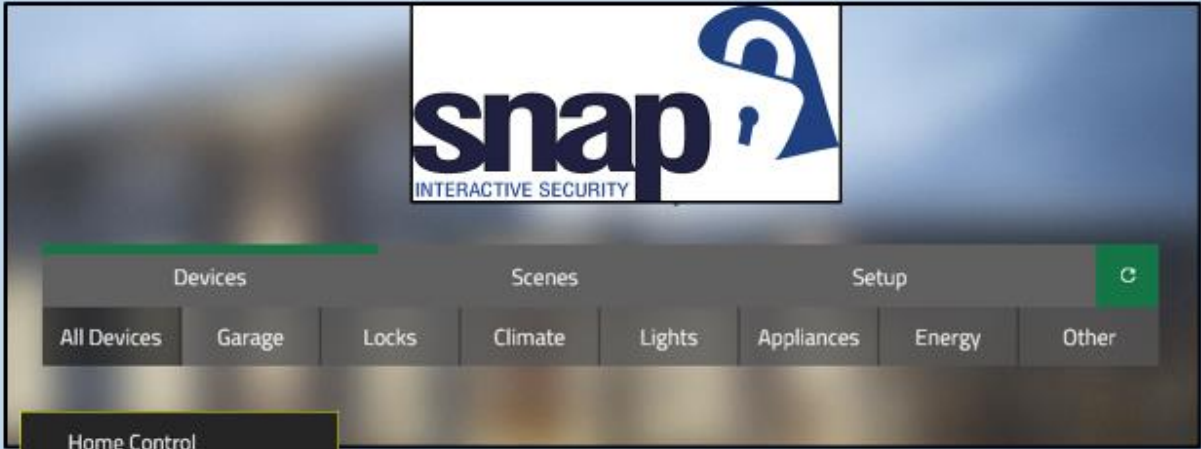 snap
INTERACTIVE SECURITY
Devices Scenes Setup
All Devices Garage Locks Climate Lights Appliances Energy Other
Home Control